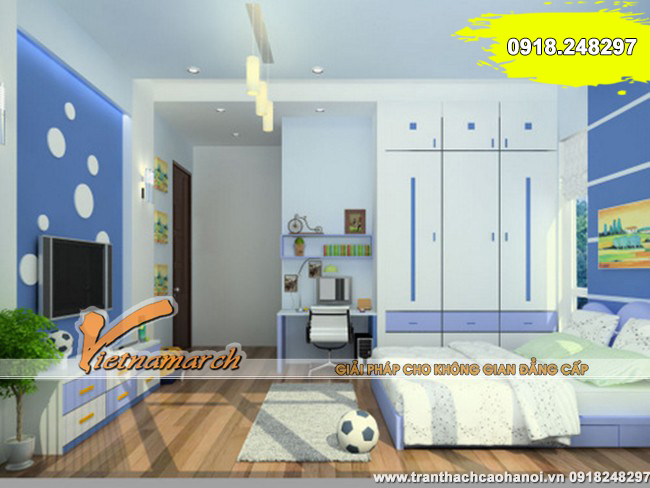 0918.248297
Vietnamarch
GIẢI PHÁP CHO KHÔNG GIAN ĐẲNG CẤP
www.tranthachcaohanoi.vn 0918248297